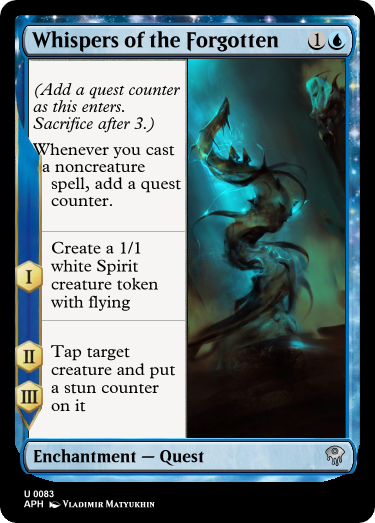 Whispers of the Forgotten 1
(Add a quest counter
as this enters.
Sacrifice after 3.)
Whenever you cast
a noncreature
spell, add a quest
counter.
I
Create a 1/1
white Spirit
creature token
with flying
II
III
Tap target
creature and put
a stun counter
on it
Enchantment — Quest
U 0083
APH Vladimir Matyukhin